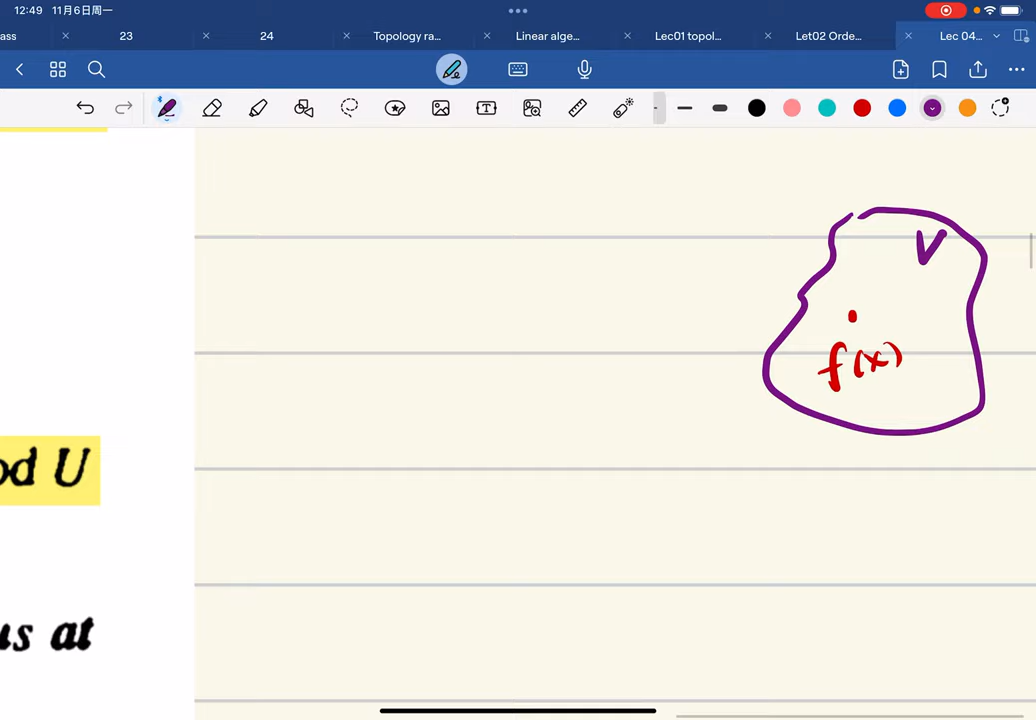 12:49 11月6日周一
ass 23 24 Topology ra... Linear alge... Lec01 topol... Let02 Orde... Lec 04...
V
f(x)
od U
us at